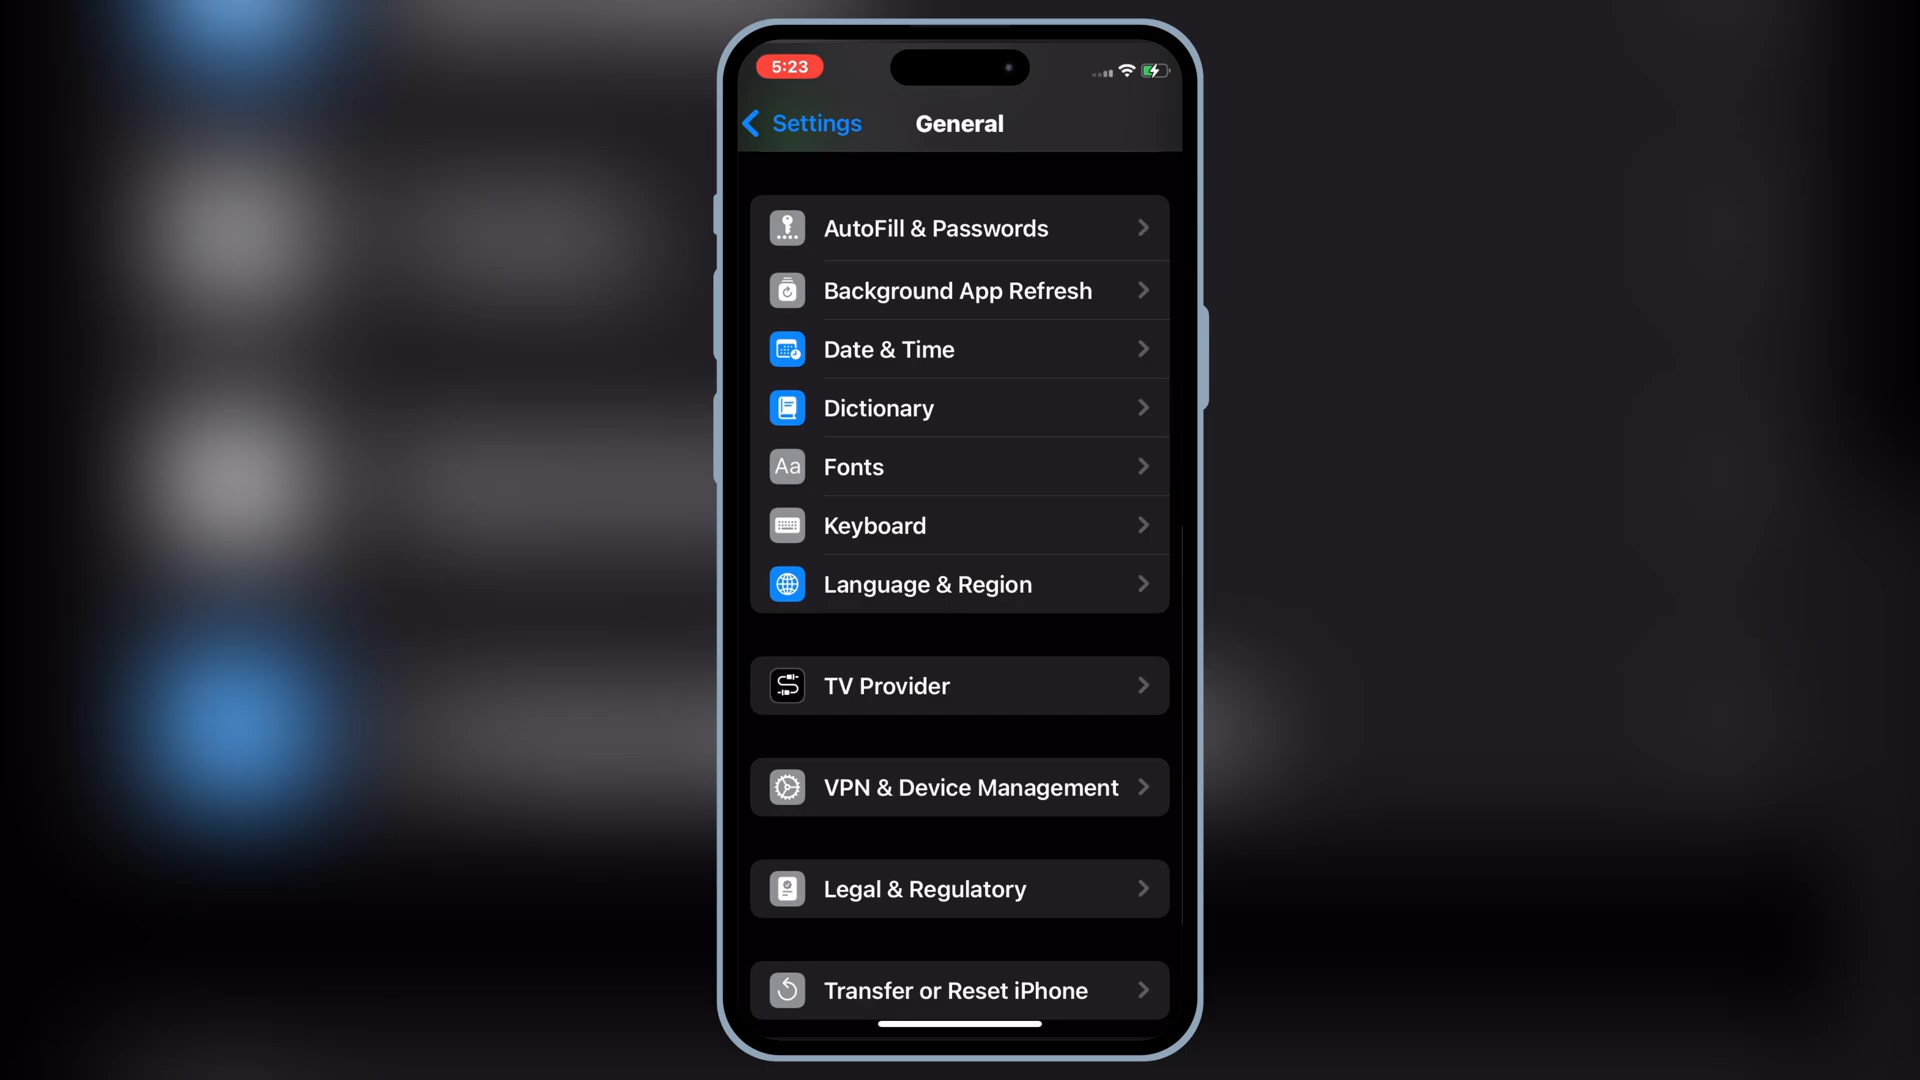 5:23
Settings
General
AutoFill & Passwords
Background App Refresh
Date & Time
Dictionary
Aa Fonts
Keyboard
Language & Region
TV Provider
VPN & Device Management
Legal & Regulatory
Transfer or Reset iPhone